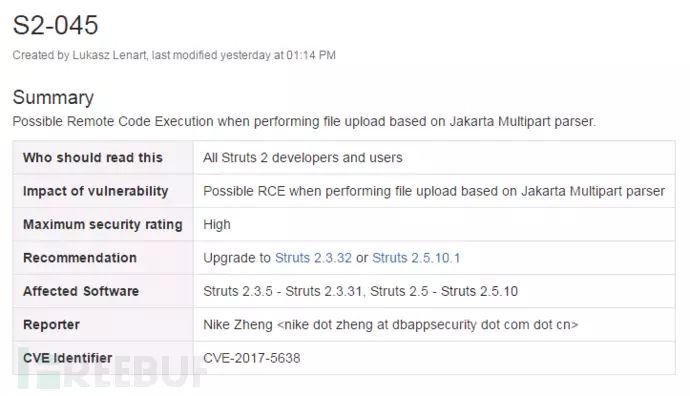 S2-045
Created by Lukasz Lenart, last modified yesterday at 01:14 PM
Summary
Possible Remote Code Execution when performing file upload based on Jakarta Multipart parser.
Who should read this All Struts 2 developers and users
Impact of vulnerability Possible RCE when performing file upload based on Jakarta Multipart parser
Maximum security rating High
Recommendation Upgrade to Struts 2.3.32 or Struts 2.5.10.1
Affected Software Struts 2.3.5 - Struts 2.3.31, Struts 2.5 - Struts 2.5.10
Reporter Nike Zheng <nike dot zheng at dbappsecurity dot com dot cn>
CVE Identifier CVE-2017-5638
FREEBUF